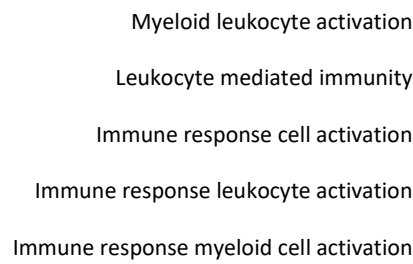 Myeloid leukocyte activation
Leukocyte mediated immunity
Immune response cell activation
Immune response leukocyte activation
Immune response myeloid cell activation